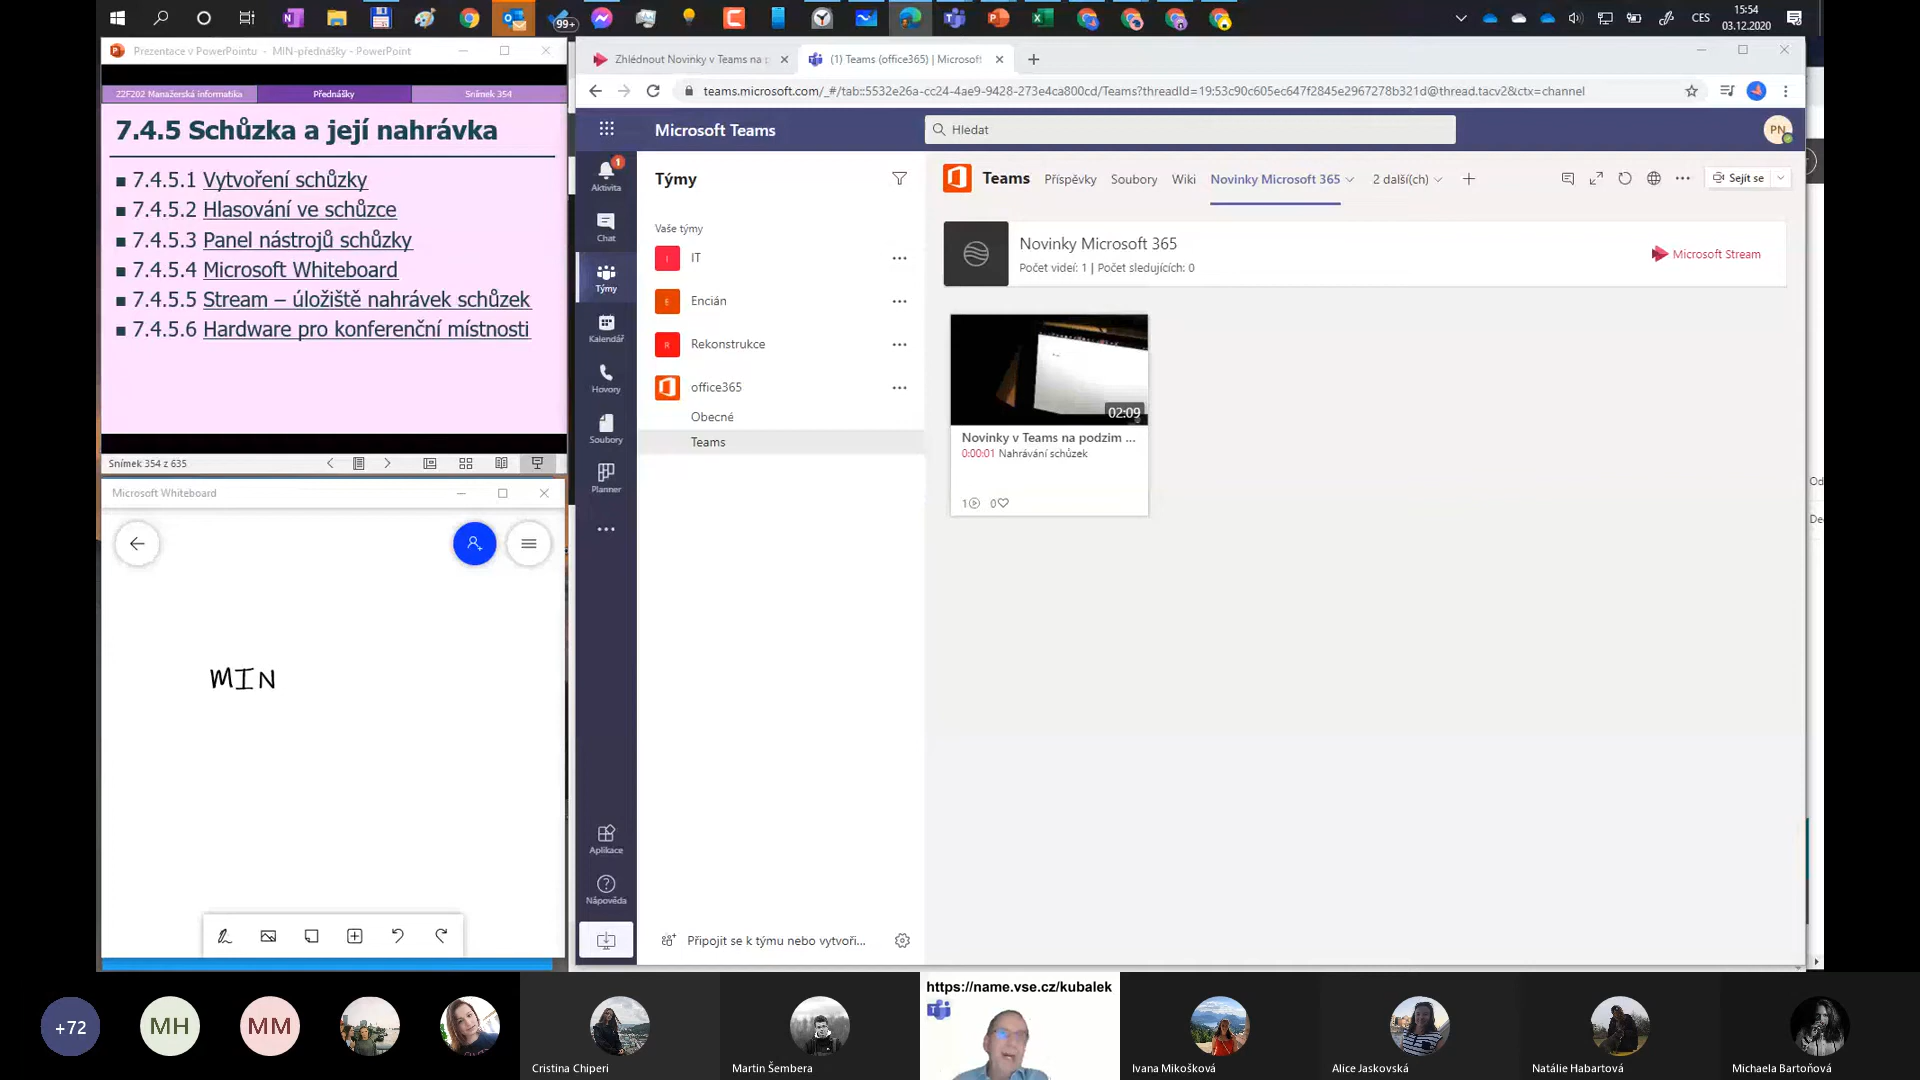 99+
CES
15:54
03.12.2020
Prezentace v PowerPointu - MIN-přednášky - PowerPoint
22F202 Manažerská informatika
Přednášky
Snímek 354
7.4.5 Schůzka a její nahrávka
7.4.5.1 Vytvoření schůzky
7.4.5.2 Hlasování ve schůzce
7.4.5.3 Panel nástrojů schůzky
7.4.5.4 Microsoft Whiteboard
7.4.5.5 Stream – úložiště nahrávek schůzek
7.4.5.6 Hardware pro konferenční místnosti
Snímek 354 z 635
Microsoft Whiteboard
MIN
Zhlédnout Novinky v Teams na
(1) Teams (office365) | Microsoft
teams.microsoft.com/_#/tab::5532e26a-cc24-4ae9-9428-273e4ca800cd/Teams?threadId=19:53c90c605ec647f2845e2967278b321d@thread.tacv2&ctx=channel
Microsoft Teams
Hledat
PN
1
Aktivita
Chat
Týmy
Kalendář
Hovory
Soubory
Planner
Aplikace
Nápověda
Týmy
Vaše týmy
I IT
E Encián
R Rekonstrukce
office365
Obecné
Teams
Připojit se k týmu nebo vytvoři...
Teams
Příspěvky
Soubory
Wiki
Novinky Microsoft 365
2 další(ch)
Sejít se
Novinky Microsoft 365
Počet videí: 1 | Počet sledujících: 0
Microsoft Stream
02:09
Novinky v Teams na podzim ...
0:00:01 Nahrávání schůzek
1
0
Od
De
+72
MH
MM
Cristina Chiperi
Martin Šembera
https://name.vse.cz/kubalek
Ivana Mikošková
Alice Jaskovská
Natálie Habartová
Michaela Bartoňová